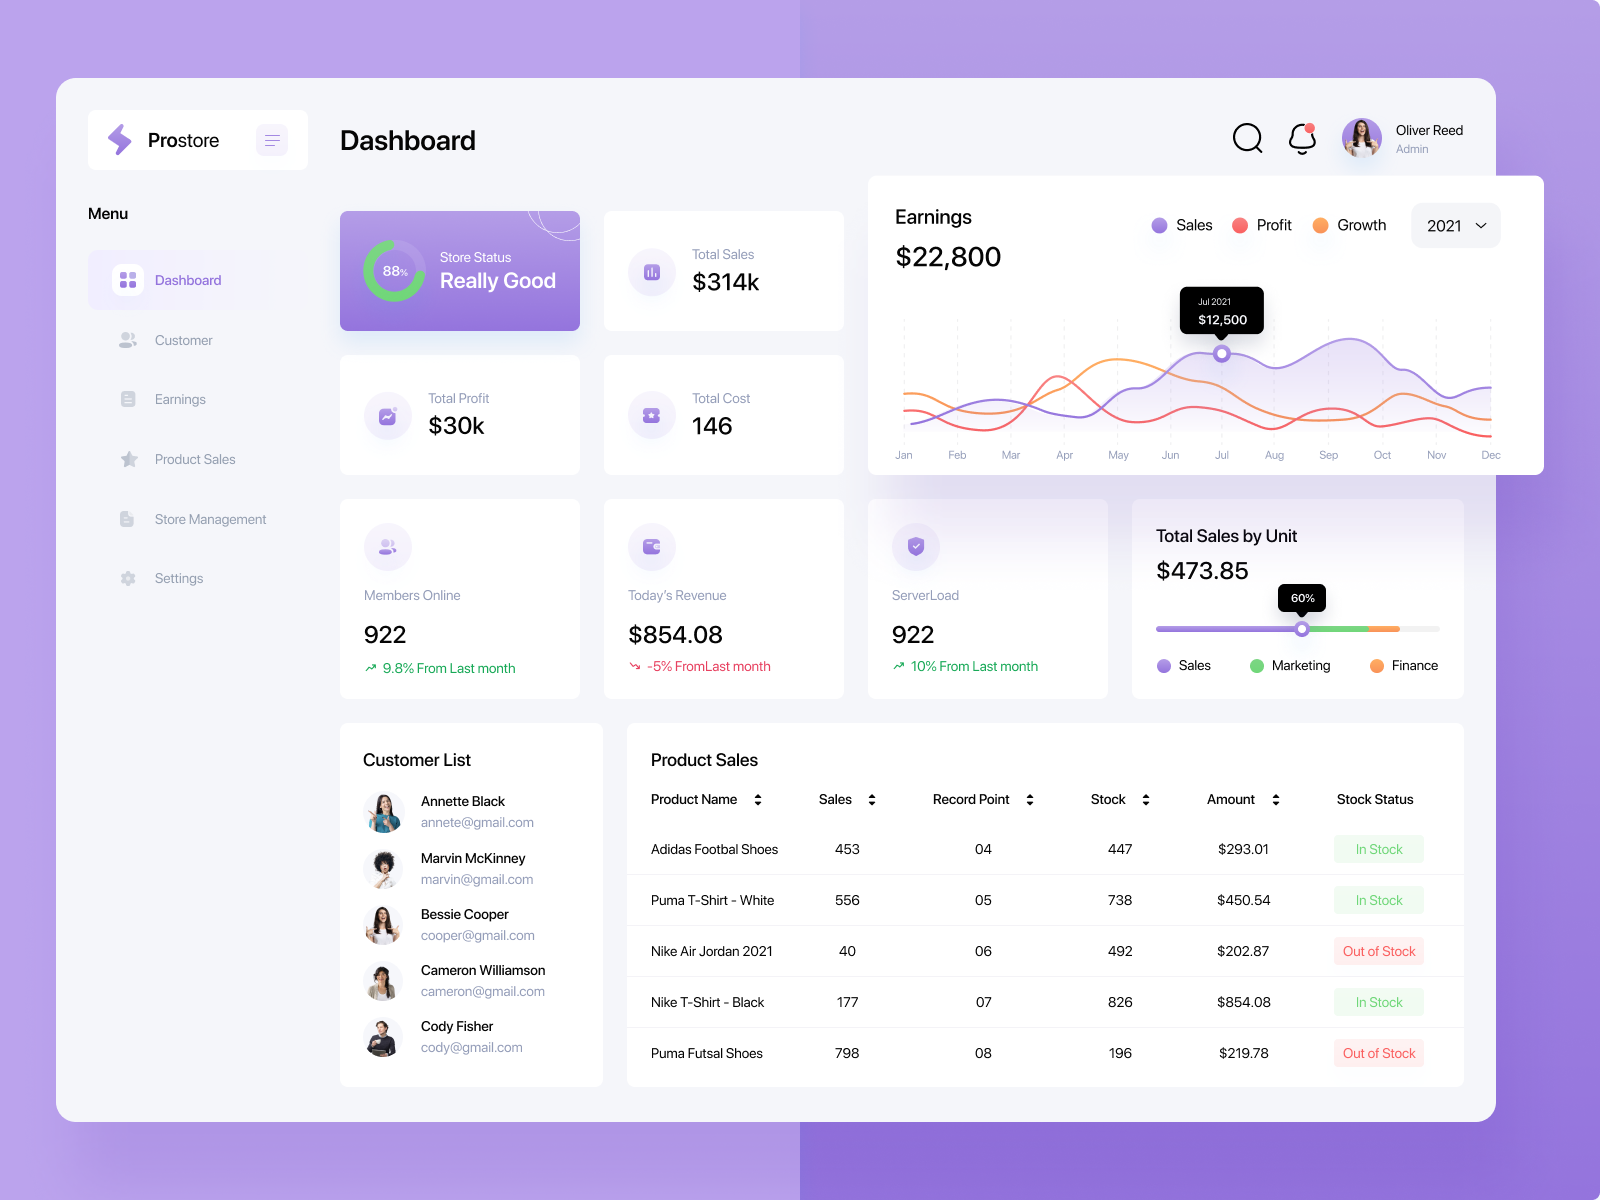 Prostore
Dashboard
Oliver Reed
Admin
Menu
Dashboard
Customer
Earnings
Product Sales
Store Management
Settings
88%
Store Status
Really Good
Total Sales
$314k
Total Profit
$30k
Total Cost
146
Earnings
$22,800
Sales Profit Growth
2021
Jul 2021
$12,500
Jan Feb Mar Apr May Jun Jul Aug Sep Oct Nov Dec
Members Online
922
9.8% From Last month
Today's Revenue
$854.08
-5% FromLast month
ServerLoad
922
10% From Last month
Total Sales by Unit
$473.85
60%
Sales Marketing Finance
Customer List
Annette Black
annete@gmail.com
Marvin McKinney
marvin@gmail.com
Bessie Cooper
cooper@gmail.com
Cameron Williamson
cameron@gmail.com
Cody Fisher
cody@gmail.com
Product Sales
Product Name Sales Record Point Stock Amount Stock Status
Adidas Footbal Shoes 453 04 447 $293.01 In Stock
Puma T-Shirt - White 556 05 738 $450.54 In Stock
Nike Air Jordan 2021 40 06 492 $202.87 Out of Stock
Nike T-Shirt - Black 177 07 826 $854.08 In Stock
Puma Futsal Shoes 798 08 196 $219.78 Out of Stock